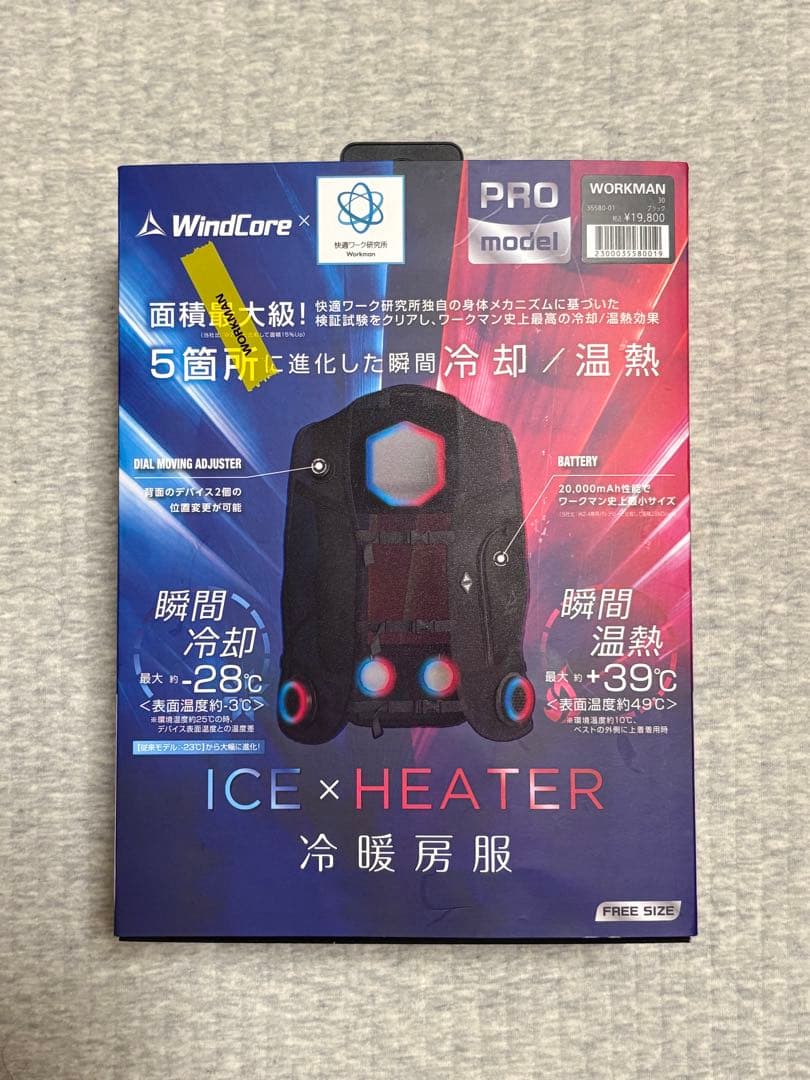 WindCore ×
快適ワーク研究所
Workman
PRO
model
WORKMAN
30
35580-01 ブラック
税込 ¥19,800
2300035580019
WORKMAN
面積最大級!
快適ワーク研究所独自の身体メカニズムに基づいた
検証試験をクリアし、ワークマン史上最高の冷却/温熱効果
5箇所に進化した瞬間 冷却/温熱
DIAL MOVING ADJUSTER
背面のデバイス2個の
位置変更が可能
BATTERY
20,000mAh性能で
ワークマン史上最小サイズ
瞬間
冷却
最大 約 -28℃
<表面温度約-3℃>
※環境温度約25℃の時、
デバイス表面温度との温度差
【従来モデル:-23℃】から大幅に進化!
瞬間
温熱
最大 約 +39℃
<表面温度約49℃>
※環境温度約10℃、
ベストの外側に上着着用時
ICE × HEATER
冷暖房服
FREE SIZE